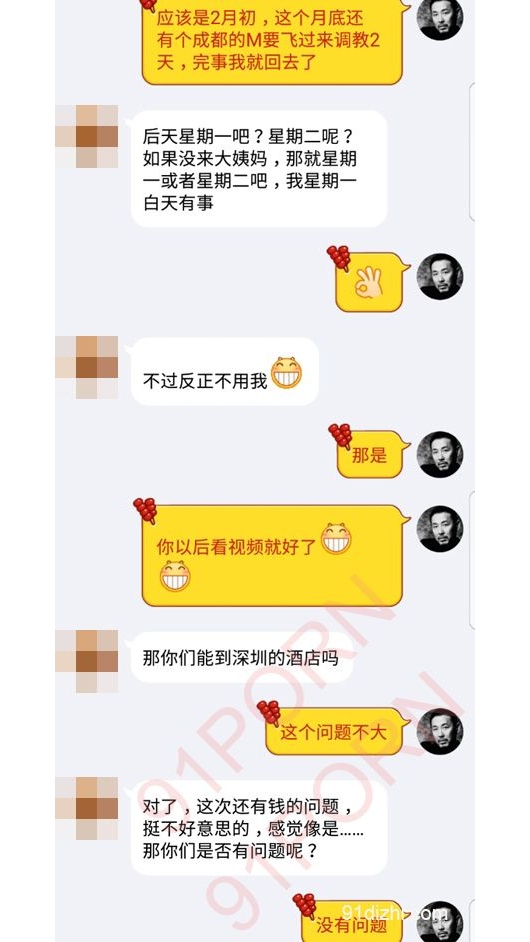 应该是2月初，这个月底还
有个成都的M要飞过来调教2
天，完事我就回去了
后天星期一吧？星期二呢？
如果没来大姨妈，那就星期
一或者星期二吧，我星期一
白天有事
不过反正不用我
那是
你以后看视频就好了
那你们能到深圳的酒店吗
这个问题不大
对了，这次还有钱的问题，
挺不好意思的，感觉像是……
那你们是否有问题呢？
没有问题
91PORN
91PORN